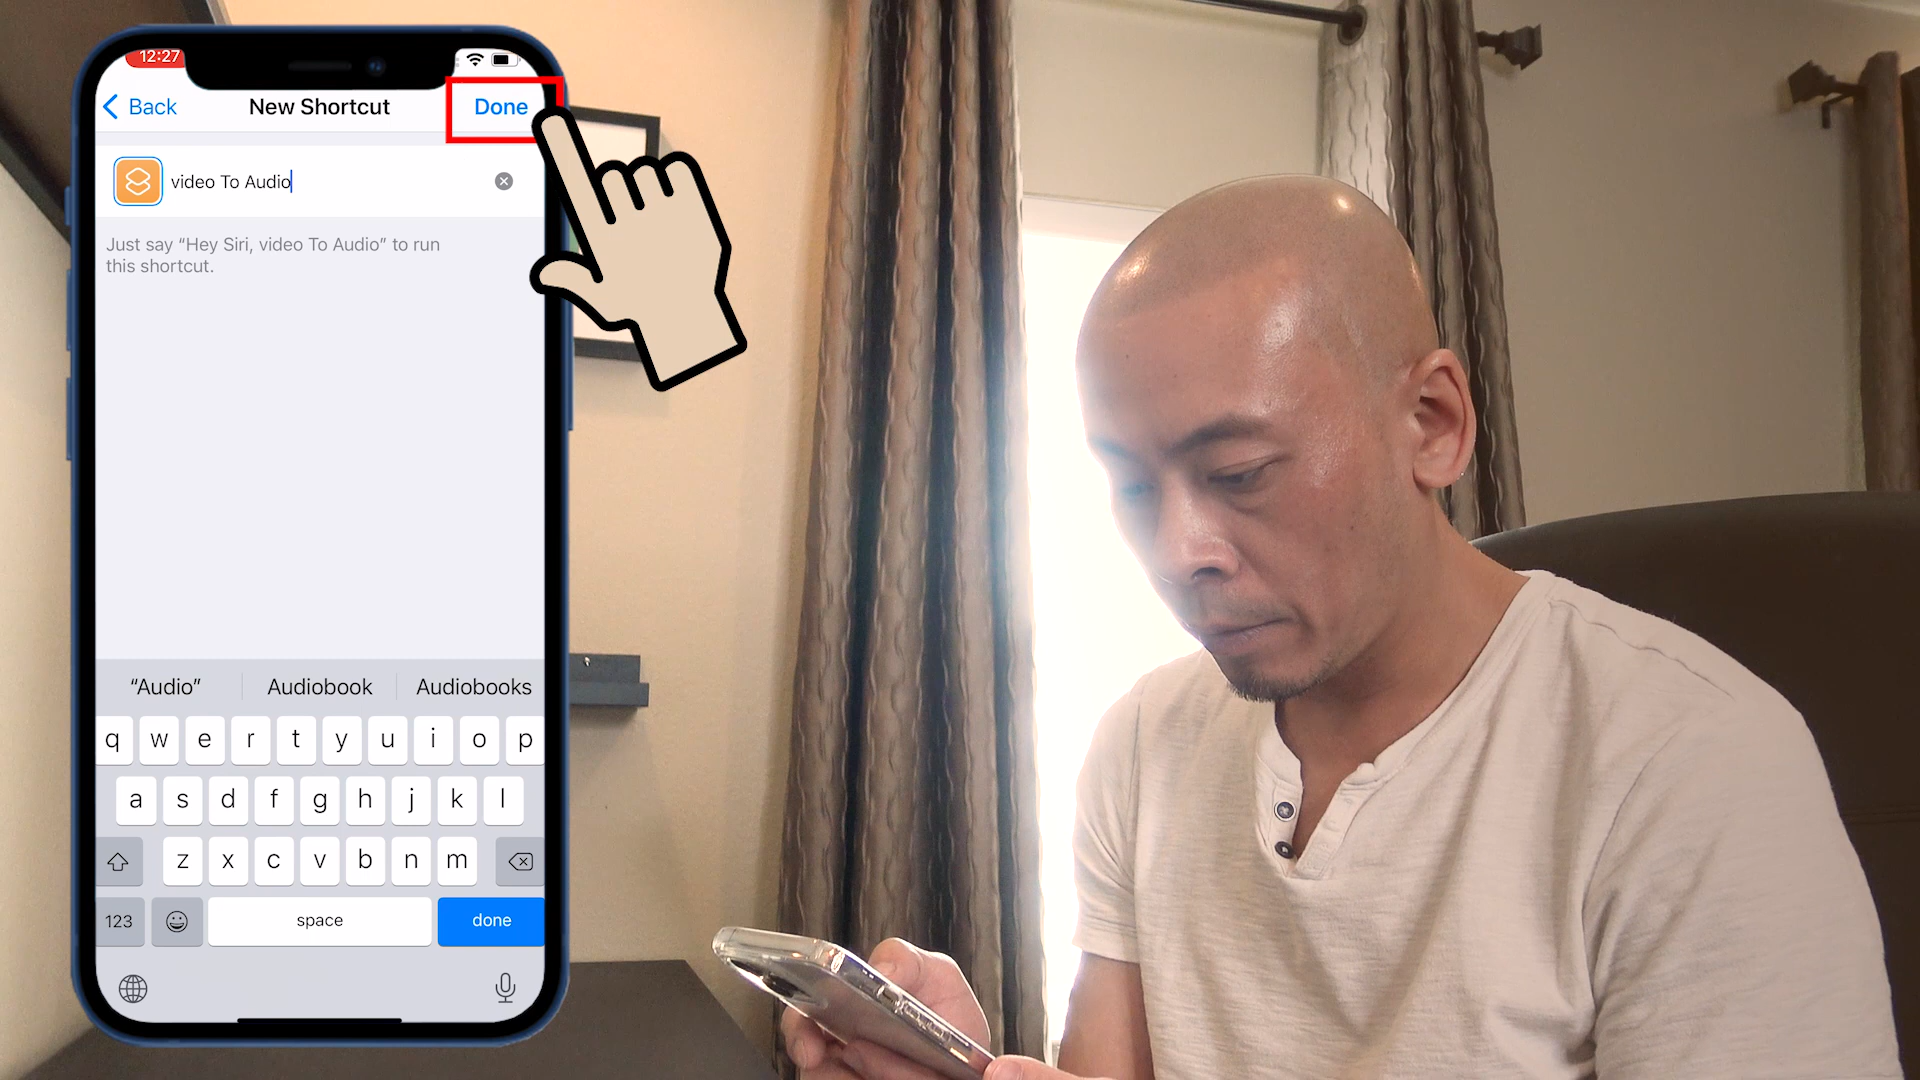 12:27
Back
New Shortcut
Done
video To Audio
Just say “Hey Siri, video To Audio” to run
this shortcut.
“Audio”
Audiobook
Audiobooks
q w e r t y u i o p
a s d f g h j k l
z x c v b n m
123
space
done